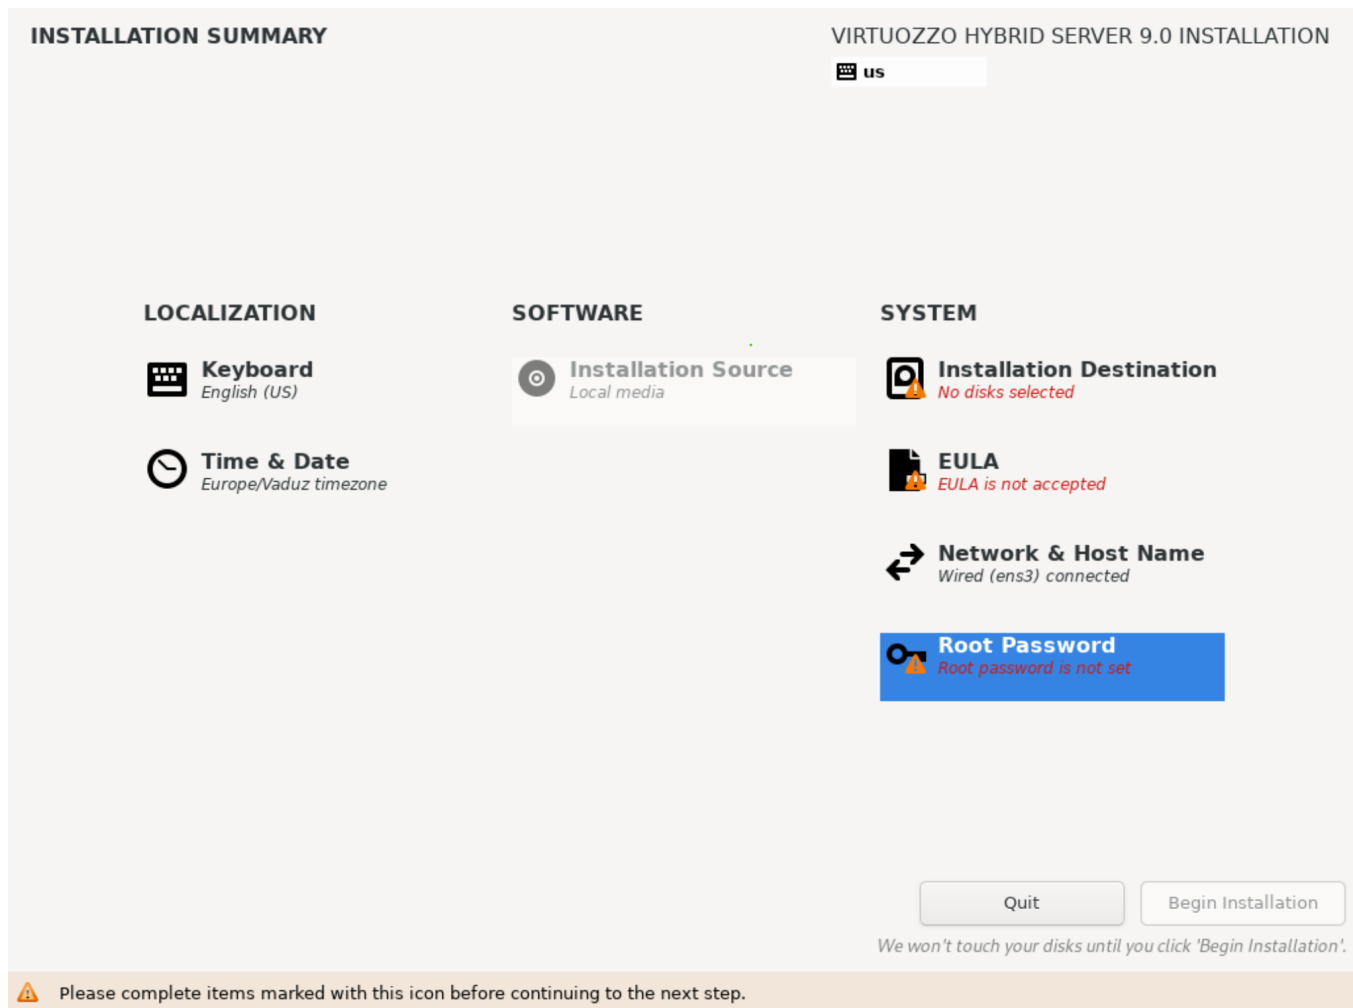 INSTALLATION SUMMARY
VIRTUOZZO HYBRID SERVER 9.0 INSTALLATION
us
LOCALIZATION
Keyboard
English (US)
Time & Date
Europe/Vaduz timezone
SOFTWARE
Installation Source
Local media
SYSTEM
Installation Destination
No disks selected
EULA
EULA is not accepted
Network & Host Name
Wired (ens3) connected
Root Password
Root password is not set
Quit
Begin Installation
We won't touch your disks until you click 'Begin Installation'.
Please complete items marked with this icon before continuing to the next step.